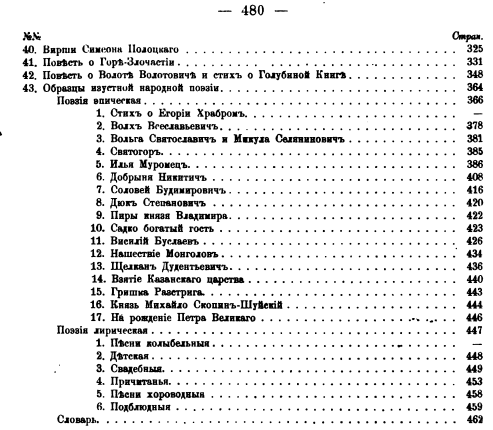 — 480 —
№№ Стран.
40. Вирши Симеона Полоцкаго 325
41. Повѣсть о Горѣ-Злочастіи 331
42. Повѣсть о Волотѣ Волотовичѣ и стихъ о Голубиной Книгѣ 348
43. Образцы изустной народной поэзіи 364
Поэзія эпическая 366
1. Стихъ о Егоріи Храбромъ —
2. Волхъ Всеславьевичъ 378
3. Вольга Святославичъ и Микула Селяниновичъ 381
4. Святогоръ 385
5. Илья Муромецъ 386
6. Добрыня Никитичъ 408
7. Соловей Будимировичъ 416
8. Дюкъ Степановичъ 420
9. Пиры князя Владимира 422
10. Садко богатый гость 423
11. Василій Буслаевъ 426
12. Нашествіе Монголовъ 434
13. Щелканъ Дудентьевичъ 436
14. Взятіе Казанскаго царства 440
15. Гришка Разстрига 443
16. Князь Михайло Скопинъ-Шуйскій 444
17. На рожденіе Петра Великаго 446
Поэзія лирическая 447
1. Пѣсни колыбельныя —
2. Дѣтская 448
3. Свадебныя 449
4. Причитанья 453
5. Пѣсни хороводныя 458
6. Подблюдныя 459
Словарь 462